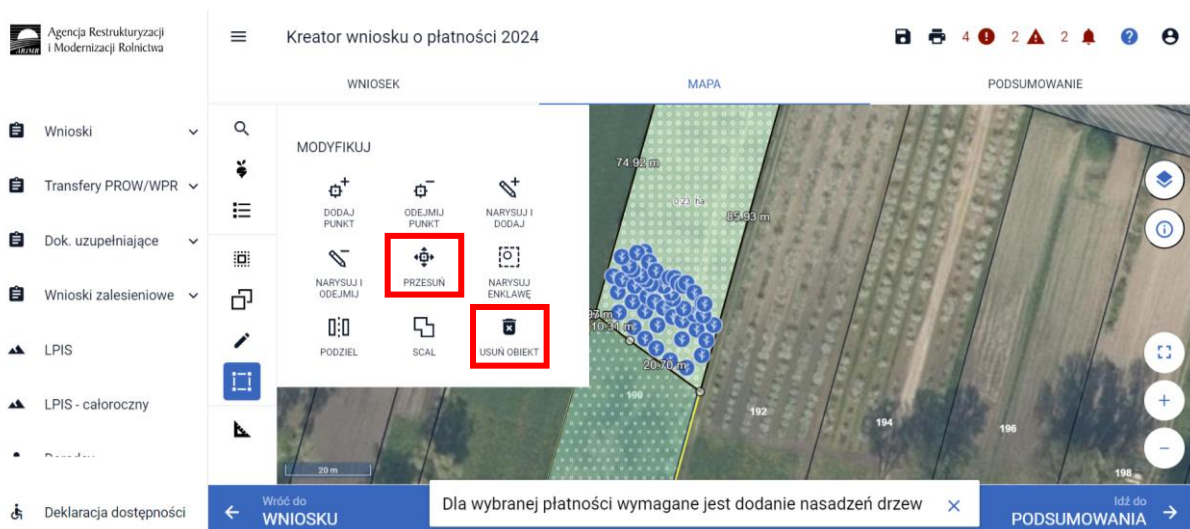 Agencja Restrukturyzacji
i Modernizacji Rolnictwa
ARiMR
Kreator wniosku o płatności 2024
4
2
2
WNIOSEK
MAPA
PODSUMOWANIE
Wnioski
Transfery PROW/WPR
Dok. uzupełniające
Wnioski zalesieniowe
LPIS
LPIS - całoroczny
Deklaracja dostępności
MODYFIKUJ
DODAJ
PUNKT
ODEJMIJ
PUNKT
NARYSUJ I
DODAJ
NARYSUJ I
ODEJMIJ
PRZESUŃ
NARYSUJ
ENKLAWĘ
PODZIEL
SCAL
USUŃ OBIEKT
74.92 m
0.23 ha
85.93 m
10.31 m
20.70 m
190
192
194
196
198
20 m
Wróć do
WNIOSKU
Dla wybranej płatności wymagane jest dodanie nasadzeń drzew
Idź do
PODSUMOWANIA